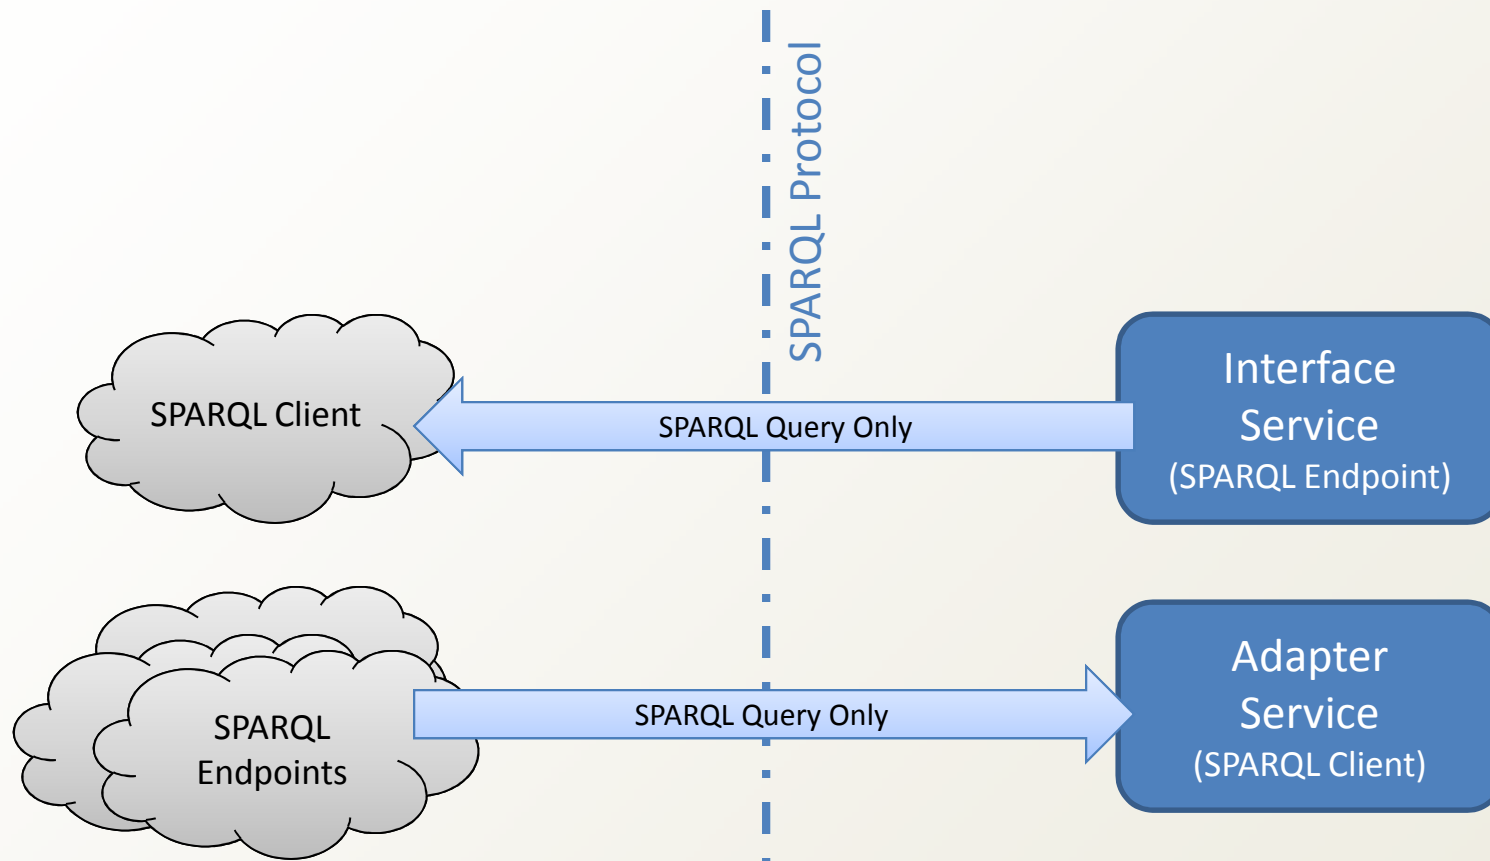 SPARQL Protocol
SPARQL Client
SPARQL Query Only
Interface
Service
(SPARQL Endpoint)
SPARQL
Endpoints
SPARQL Query Only
Adapter
Service
(SPARQL Client)